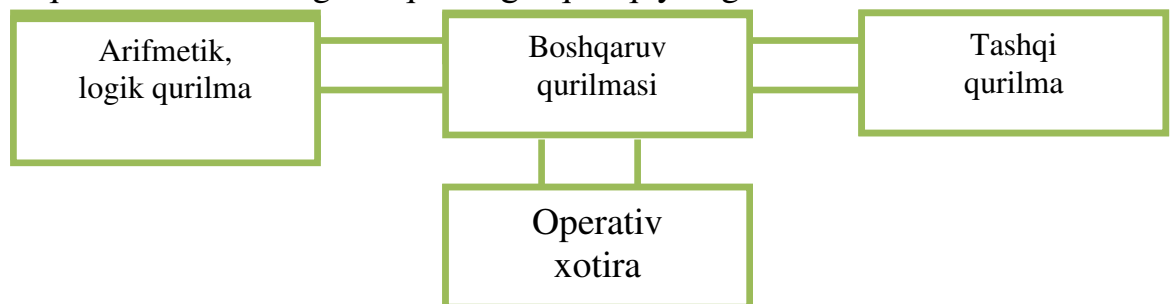 Arifmetik,
logik qurilma
Boshqaruv
qurilmasi
Tashqi
qurilma
Operativ
xotira